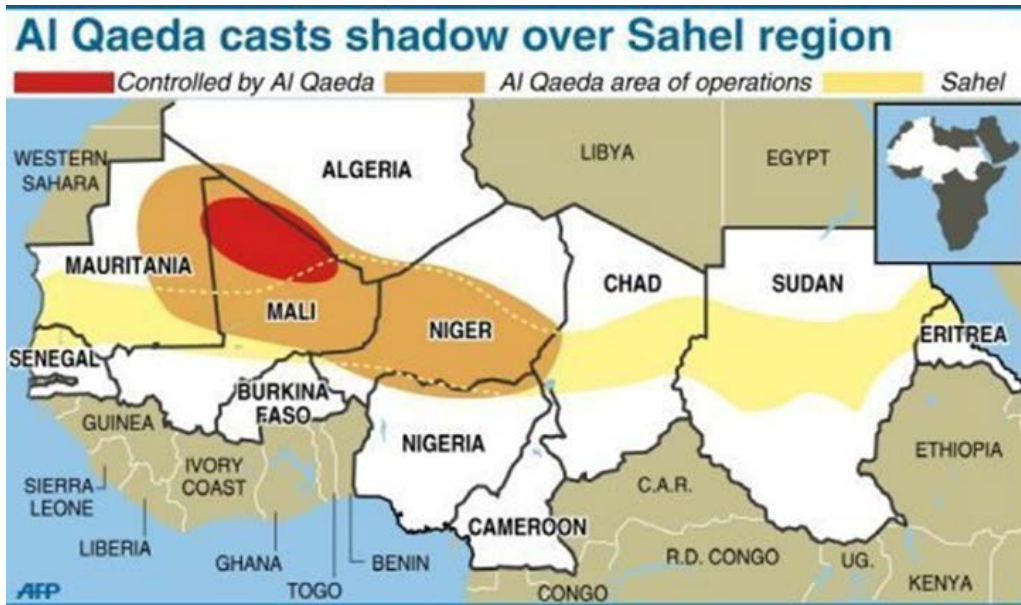 Al Qaeda casts shadow over Sahel region
Controlled by Al Qaeda
Al Qaeda area of operations
Sahel
WESTERN
SAHARA
ALGERIA
LIBYA
EGYPT
MAURITANIA
MALI
NIGER
CHAD
SUDAN
ERITREA
SENEGAL
BURKINA
FASO
GUINEA
NIGERIA
ETHIOPIA
IVORY
COAST
SIERRA
LEONE
C.A.R.
CAMEROON
LIBERIA
GHANA
BENIN
TOGO
R.D. CONGO
UG.
KENYA
CONGO
AFP